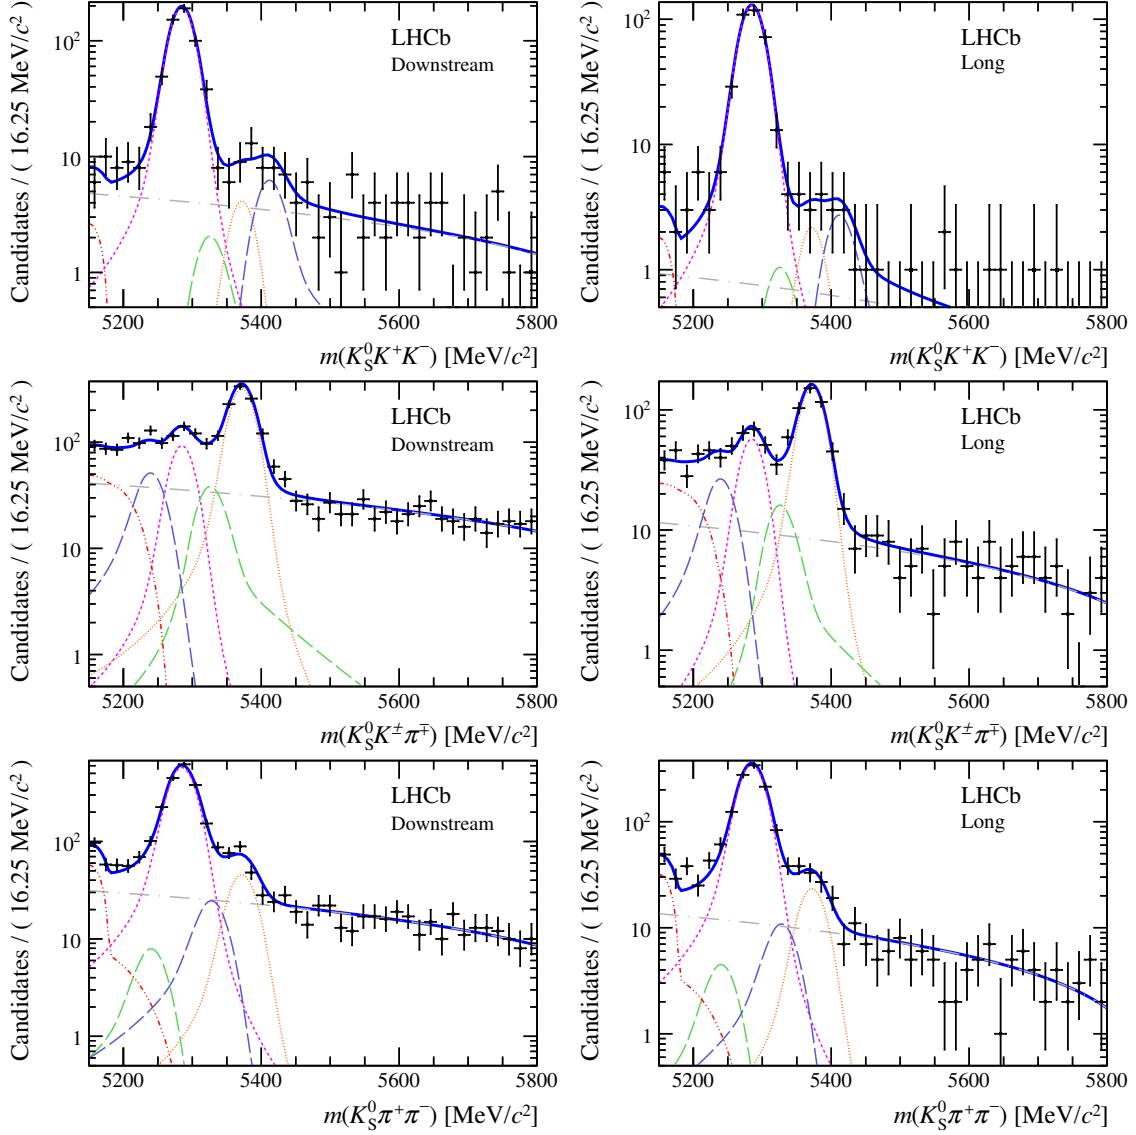 Candidates / ( 16.25 MeV/c²)
10²
10
1
LHCb
Downstream
5200 5400 5600 5800
m(K⁰_S K⁺K⁻) [MeV/c²]
Candidates / ( 16.25 MeV/c²)
10²
10
1
LHCb
Long
5200 5400 5600 5800
m(K⁰_S K⁺K⁻) [MeV/c²]
Candidates / ( 16.25 MeV/c²)
10²
10
1
LHCb
Downstream
5200 5400 5600 5800
m(K⁰_S K^±π^∓) [MeV/c²]
Candidates / ( 16.25 MeV/c²)
10²
10
1
LHCb
Long
5200 5400 5600 5800
m(K⁰_S K^±π^∓) [MeV/c²]
Candidates / ( 16.25 MeV/c²)
10²
10
1
LHCb
Downstream
5200 5400 5600 5800
m(K⁰_S π⁺π⁻) [MeV/c²]
Candidates / ( 16.25 MeV/c²)
10²
10
1
LHCb
Long
5200 5400 5600 5800
m(K⁰_S π⁺π⁻) [MeV/c²]